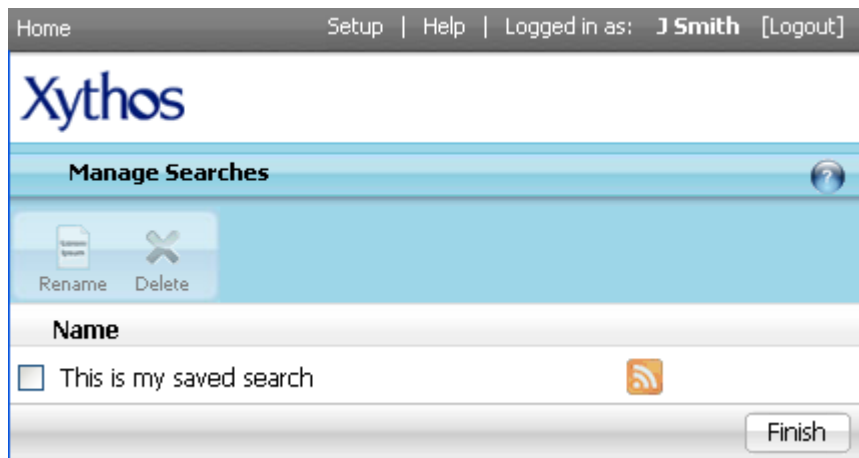 Home Setup | Help | Logged in as: J Smith [Logout]
Xythos
Manage Searches ?
Rename Delete
Name
This is my saved search
Finish